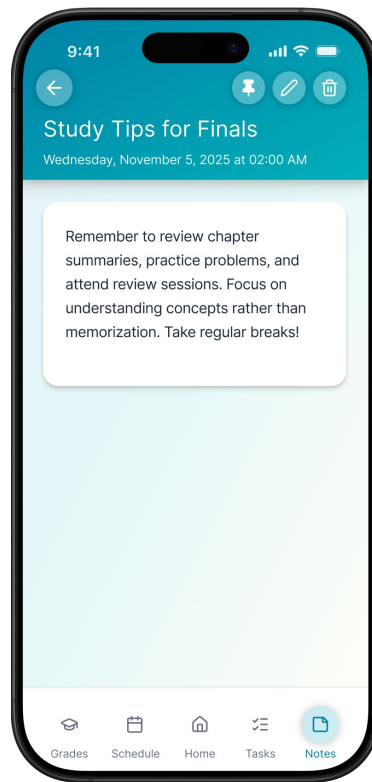 9:41
Study Tips for Finals
Wednesday, November 5, 2025 at 02:00 AM
Remember to review chapter
summaries, practice problems, and
attend review sessions. Focus on
understanding concepts rather than
memorization. Take regular breaks!
Grades Schedule Home Tasks Notes